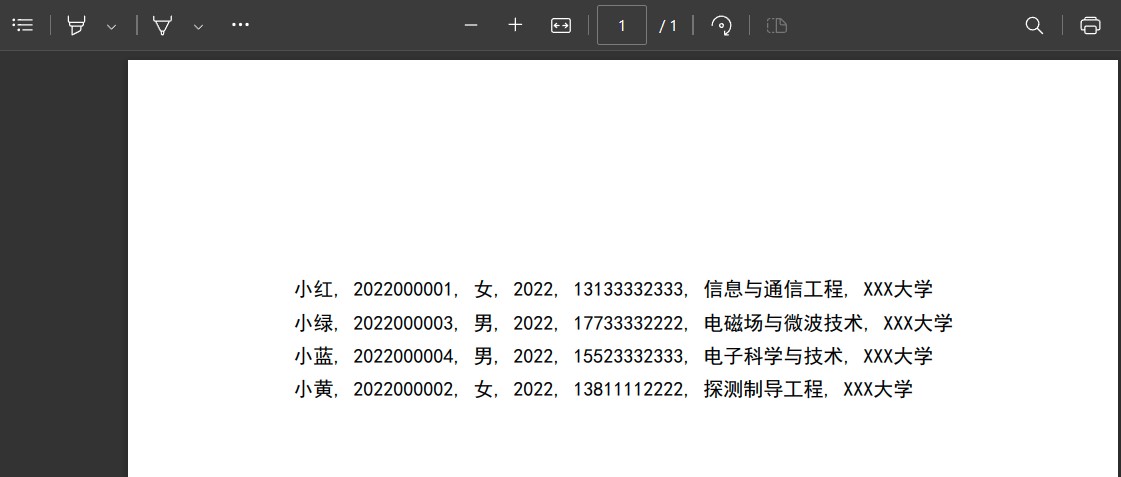 1 / 1
小红, 2022000001, 女, 2022, 13133332333, 信息与通信工程, XXX大学
小绿, 2022000003, 男, 2022, 17733332222, 电磁场与微波技术, XXX大学
小蓝, 2022000004, 男, 2022, 15523332333, 电子科学与技术, XXX大学
小黄, 2022000002, 女, 2022, 13811112222, 探测制导工程, XXX大学